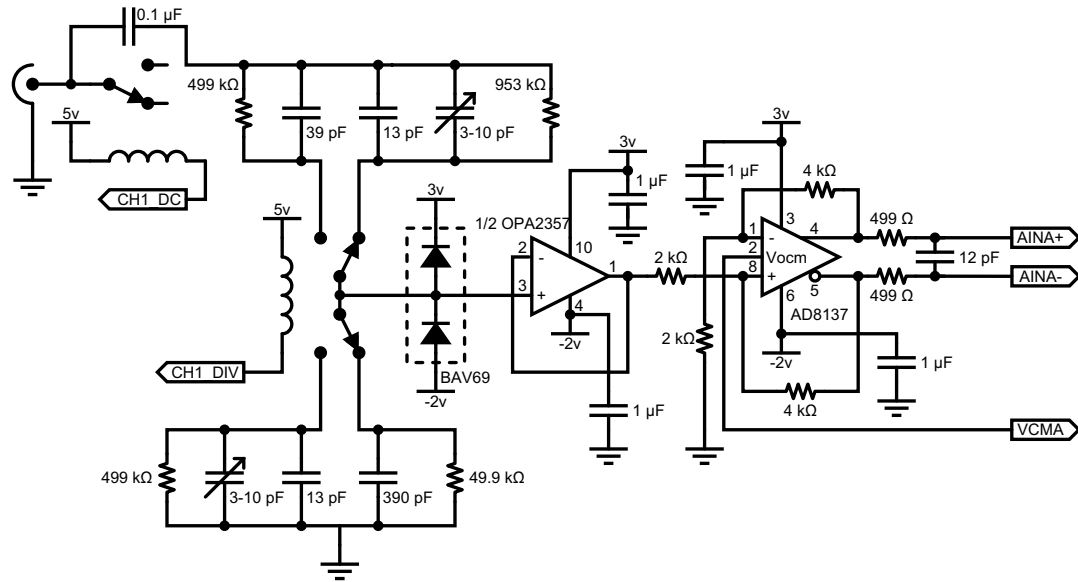 0.1 µF
499 kΩ
39 pF
13 pF
3-10 pF
953 kΩ
5v
CH1_DC
5v
3v
1/2 OPA2357
3v
1 µF
3v
1 µF
4 kΩ
2
-
10
1
3
+
4
-2v
2 kΩ
1
-
3
4
2
Vocm
8
+
6
5
AD8137
499 Ω
499 Ω
12 pF
AINA+
AINA-
CH1_DIV
BAV69
-2v
1 µF
2 kΩ
-2v
4 kΩ
1 µF
VCMA
499 kΩ
3-10 pF
13 pF
390 pF
49.9 kΩ